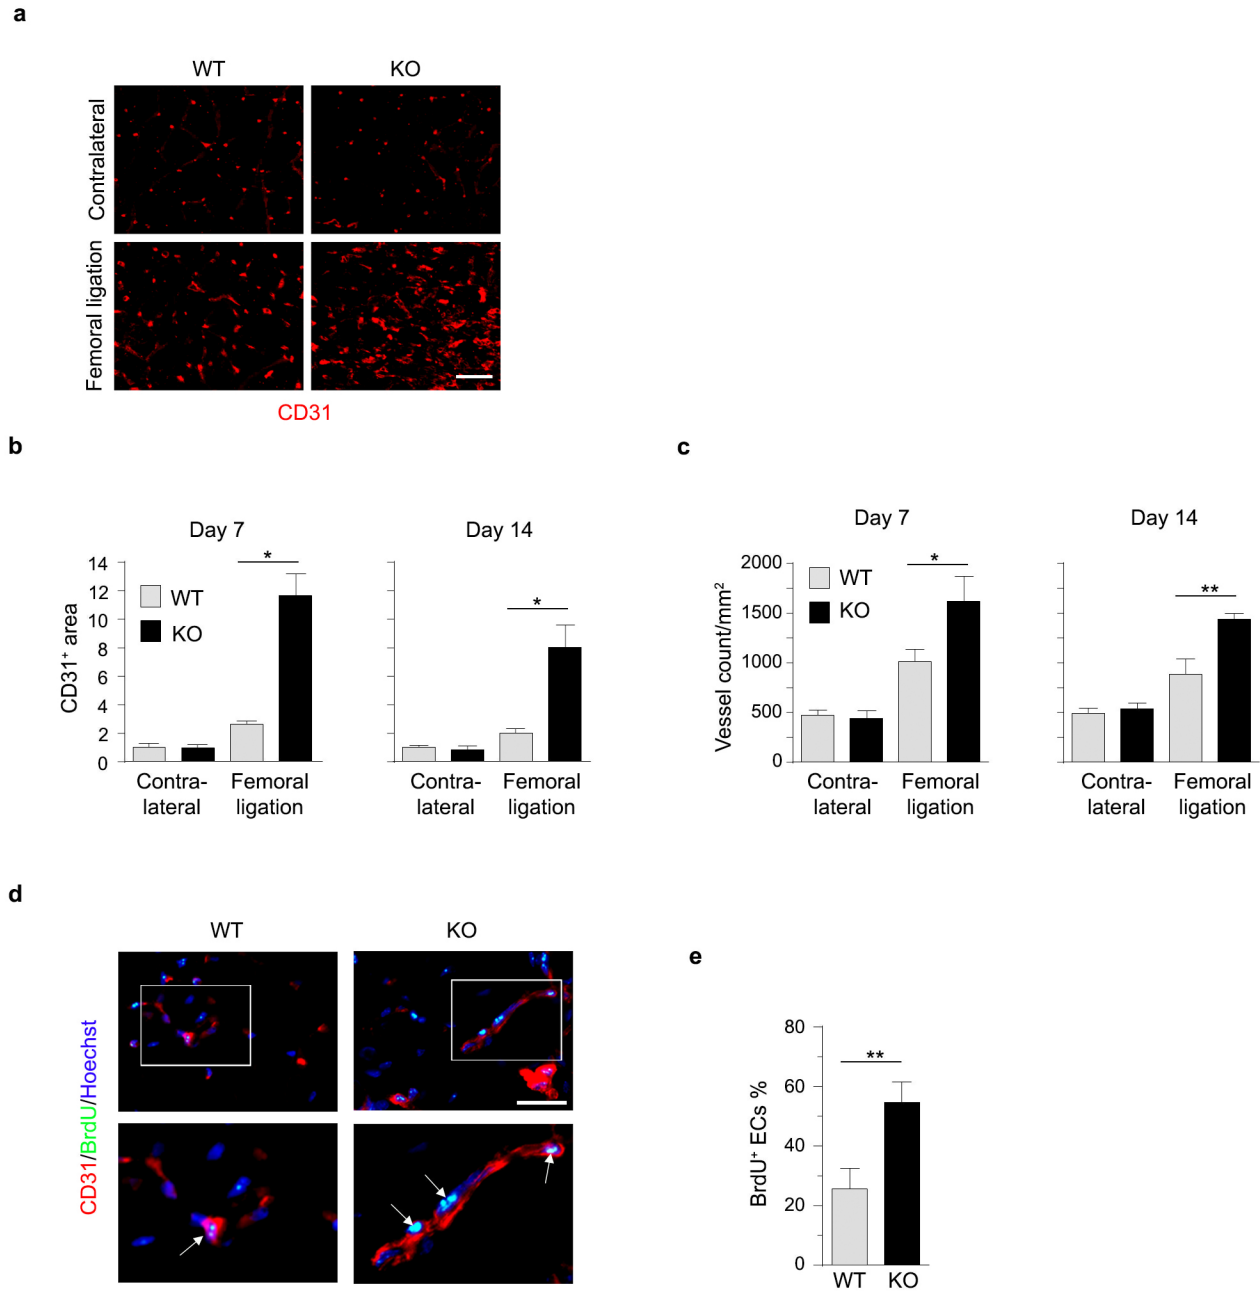 a
WT KO
Contralateral
Femoral ligation
CD31
b
Day 7 Day 14
CD31⁺ area
14
12
10
8
6
4
2
0
WT
KO
*
*
Contra-
lateral
Femoral
ligation
Contra-
lateral
Femoral
ligation
c
Day 7 Day 14
Vessel count/mm²
2000
1500
1000
500
0
WT
KO
*
**
Contra-
lateral
Femoral
ligation
Contra-
lateral
Femoral
ligation
d
WT KO
CD31/BrdU/Hoechst
e
BrdU⁺ ECs %
80
60
40
20
0
**
WT KO